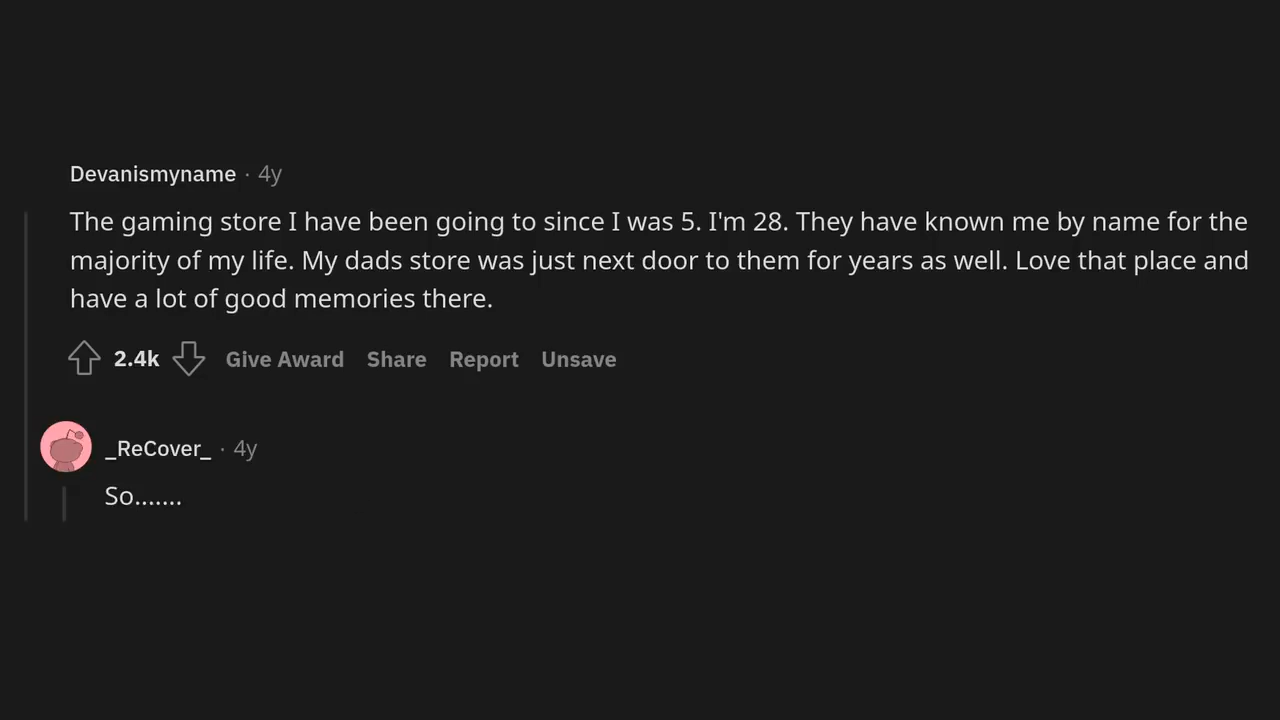 Devanismyname · 4y
The gaming store I have been going to since I was 5. I'm 28. They have known me by name for the
majority of my life. My dads store was just next door to them for years as well. Love that place and
have a lot of good memories there.
2.4k Give Award Share Report Unsave
_ReCover_ · 4y
So.......